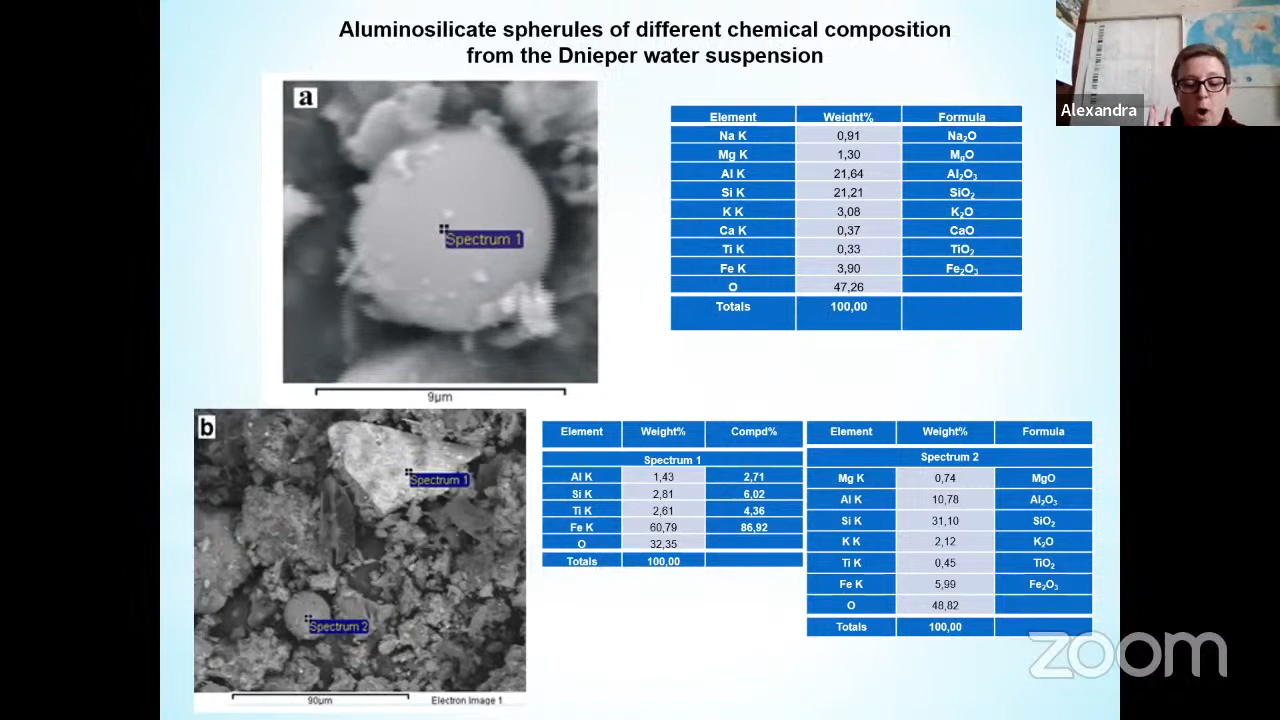 Aluminosilicate spherules of different chemical composition
from the Dnieper water suspension
Alexandra
a
Spectrum 1
9µm
Element Weight% Formula
Na K 0,91 Na₂O
Mg K 1,30 MgO
Al K 21,64 Al₂O₃
Si K 21,21 SiO₂
K K 3,08 K₂O
Ca K 0,37 CaO
Ti K 0,33 TiO₂
Fe K 3,90 Fe₂O₃
O 47,26
Totals 100,00
b
Spectrum 1
Spectrum 2
90µm Electron Image 1
Element Weight% Compd%
Spectrum 1
Al K 1,43 2,71
Si K 2,81 6,02
Ti K 2,61 4,36
Fe K 60,79 86,92
O 32,35
Totals 100,00
Element Weight% Formula
Spectrum 2
Mg K 0,74 MgO
Al K 10,78 Al₂O₃
Si K 31,10 SiO₂
K K 2,12 K₂O
Ti K 0,45 TiO₂
Fe K 5,99 Fe₂O₃
O 48,82
Totals 100,00
zoom